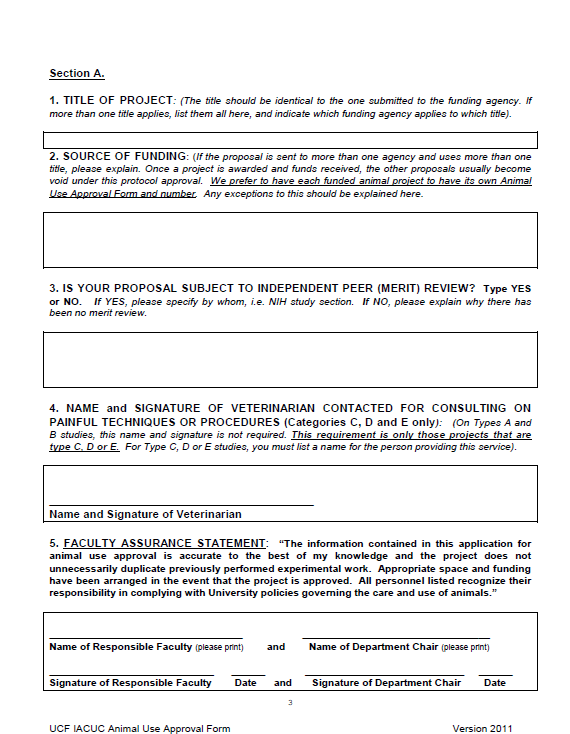 Section A.
1. TITLE OF PROJECT: (The title should be identical to the one submitted to the funding agency. If
more than one title applies, list them all here, and indicate which funding agency applies to which title).
2. SOURCE OF FUNDING: (If the proposal is sent to more than one agency and uses more than one
title, please explain. Once a project is awarded and funds received, the other proposals usually become
void under this protocol approval. We prefer to have each funded animal project to have its own Animal
Use Approval Form and number. Any exceptions to this should be explained here.
3. IS YOUR PROPOSAL SUBJECT TO INDEPENDENT PEER (MERIT) REVIEW? Type YES
or NO. If YES, please specify by whom, i.e. NIH study section. If NO, please explain why there has
been no merit review.
4. NAME and SIGNATURE OF VETERINARIAN CONTACTED FOR CONSULTING ON
PAINFUL TECHNIQUES OR PROCEDURES (Categories C, D and E only): (On Types A and
B studies, this name and signature is not required. This requirement is only those projects that are
type C, D or E. For Type C, D or E studies, you must list a name for the person providing this service).
Name and Signature of Veterinarian
5. FACULTY ASSURANCE STATEMENT: “The information contained in this application for
animal use approval is accurate to the best of my knowledge and the project does not
unnecessarily duplicate previously performed experimental work. Appropriate space and funding
have been arranged in the event that the project is approved. All personnel listed recognize their
responsibility in complying with University policies governing the care and use of animals.”
Name of Responsible Faculty (please print) and Name of Department Chair (please print)
Signature of Responsible Faculty Date and Signature of Department Chair Date
3
UCF IACUC Animal Use Approval Form Version 2011